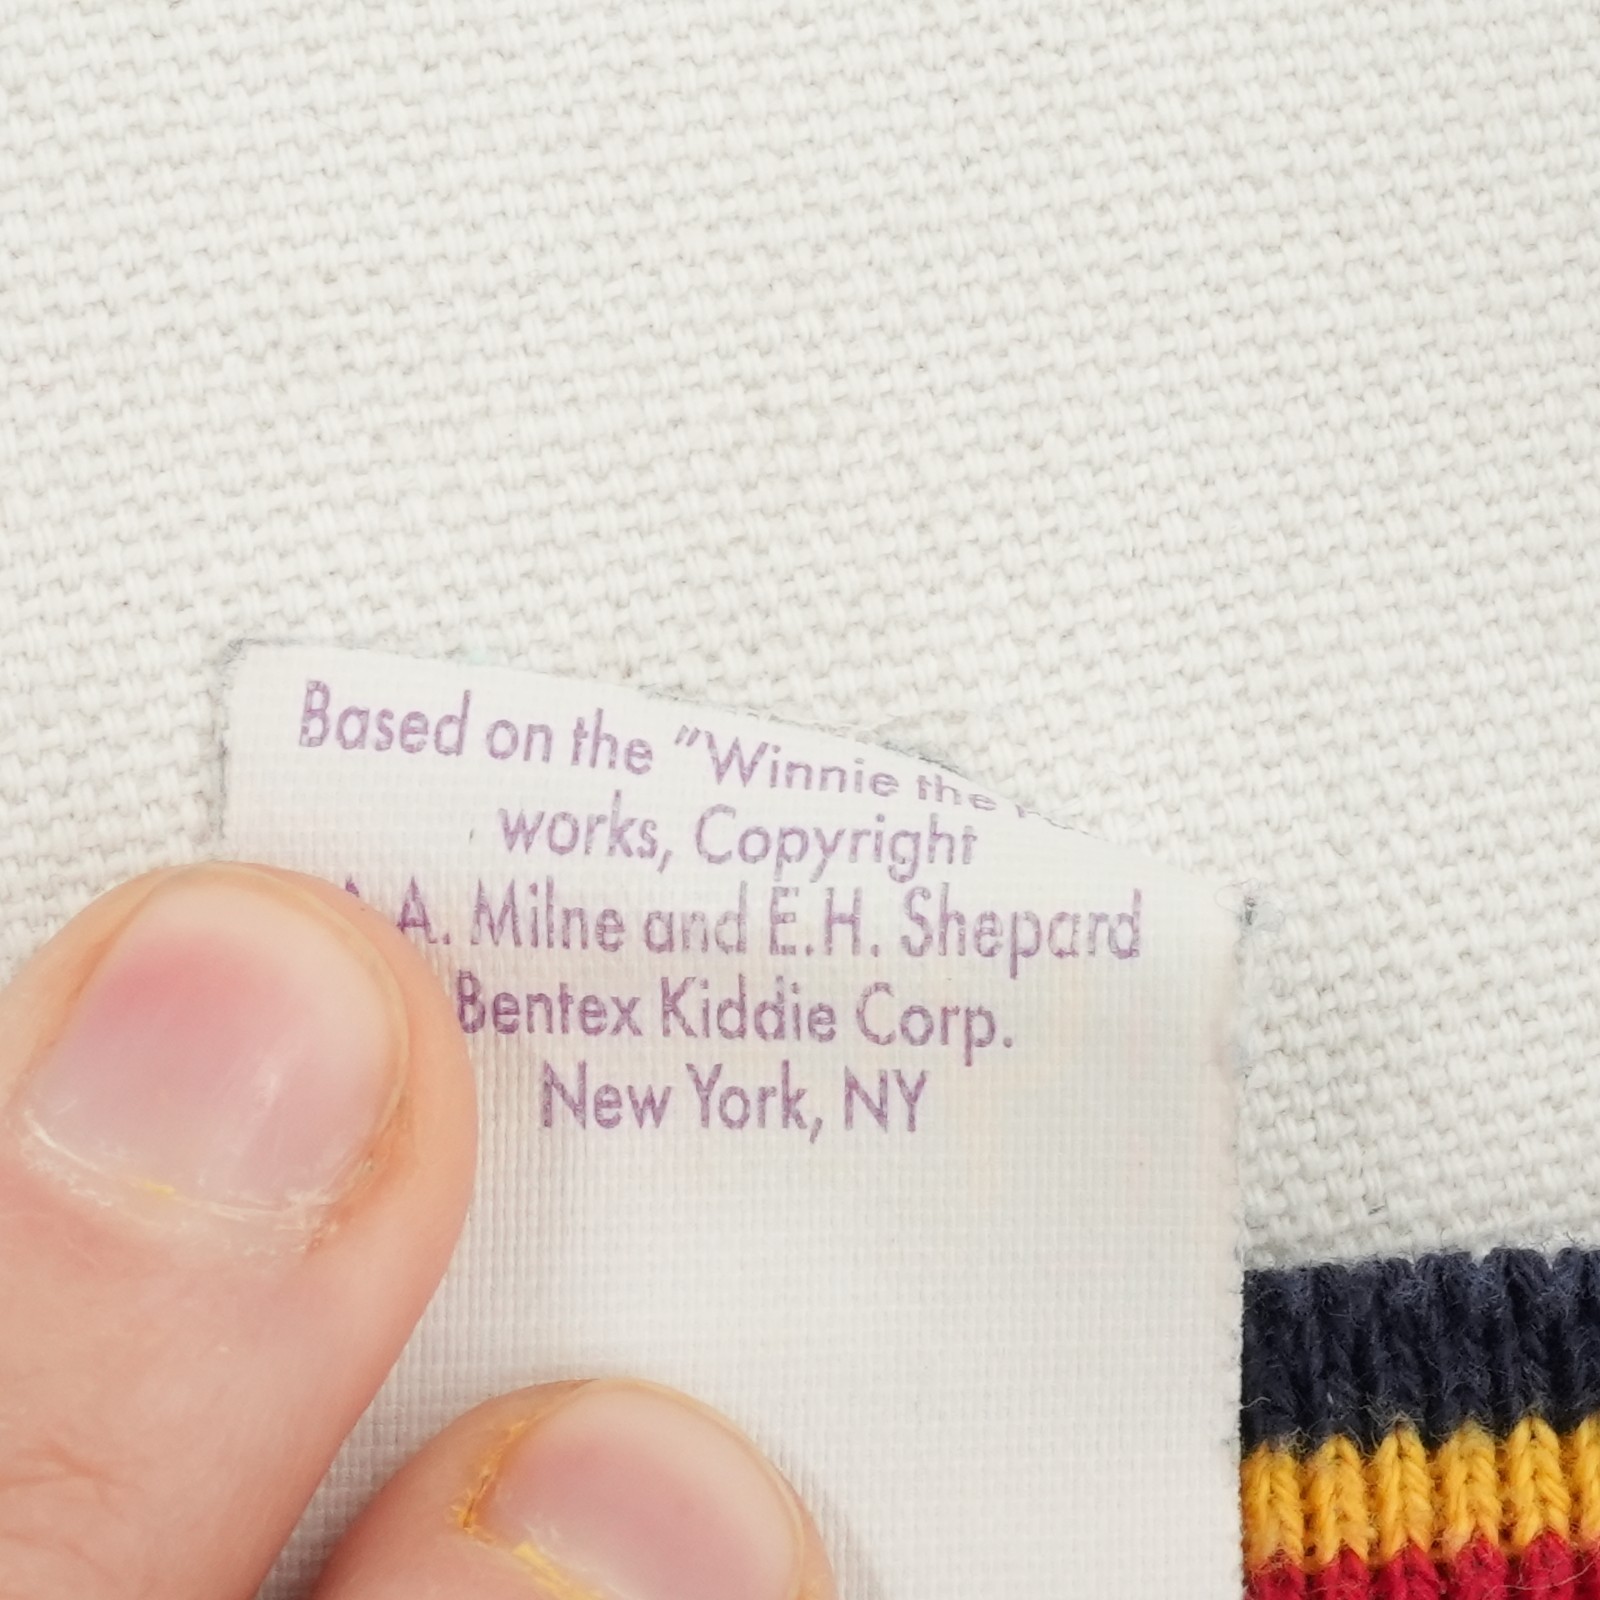 Based on the "Winnie the
works, Copyright
A. Milne and E.H. Shepard
Bentex Kiddie Corp.
New York, NY